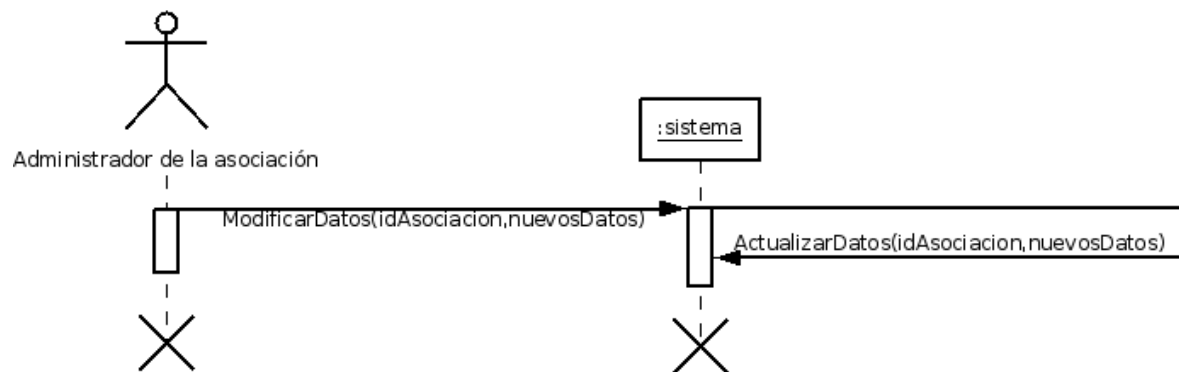 :sistema
Administrador de la asociación
ModificarDatos(idAsociacion,nuevosDatos)
ActualizarDatos(idAsociacion,nuevosDatos)